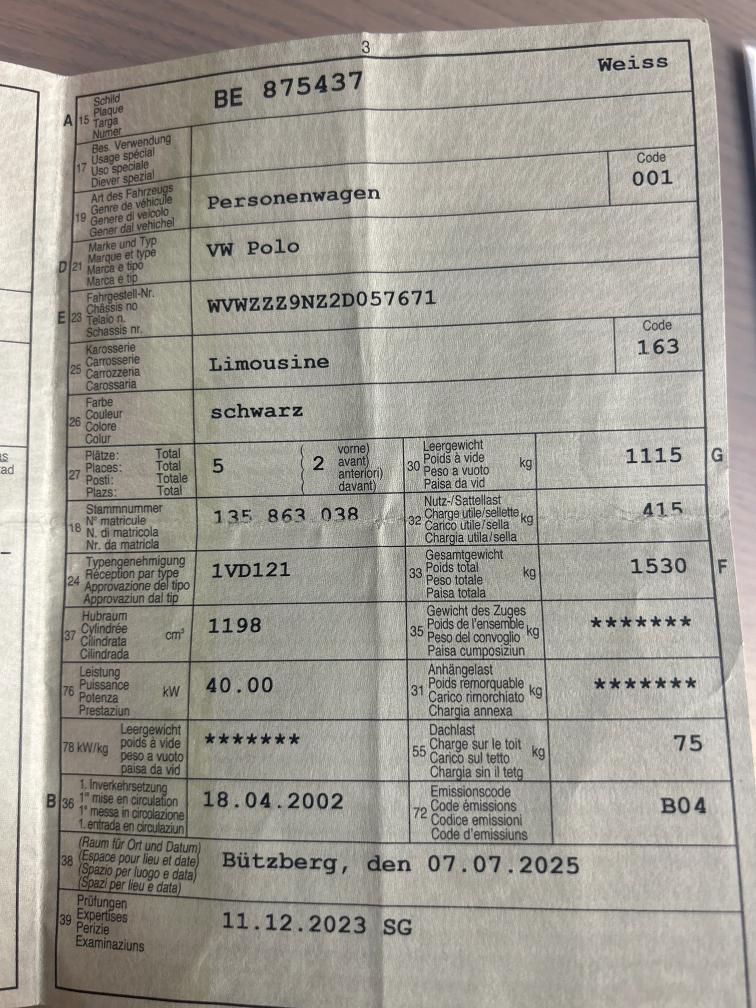 3
A 15 Schild
Plaque
Targa
Numer
BE 875437 Weiss
17 Bes. Verwendung
Usage spécial
Uso speciale
Diever spezial
19 Art des Fahrzeugs
Genre de véhicule
Genere di veicolo
Gener dal vehichel
Personenwagen
Code
001
D 21 Marke und Typ
Marque et type
Marca e tipo
Marca e tip
VW Polo
E 23 Fahrgestell-Nr.
Châssis no
Telaio n.
Schassis nr.
WVWZZZ9NZ2D057671
25 Karosserie
Carrosserie
Carrozzeria
Carossaria
Limousine
Code
163
26 Farbe
Couleur
Colore
Colur
schwarz
27 Plätze: Total
Places: Total
Posti: Totale
Plazs: Total
5 ( 2 vorne)
avant)
anteriori)
davant)
30 Leergewicht
Poids à vide
Peso a vuoto
Paisa da vid
kg 1115 G
18 Stammnummer
N° matricule
N. di matricola
Nr. da matricla
135 863 038
32 Nutz-/Sattellast
Charge utile/sellette
Carico utile/sella
Chargia utila/sella
kg 415
24 Typengenehmigung
Réception par type
Approvazione del tipo
Approvaziun dal tip
1VD121
33 Gesamtgewicht
Poids total
Peso totale
Paisa totala
kg 1530 F
37 Hubraum
Cylindrée
Cilindrata
Cilindrada
cm³ 1198
35 Gewicht des Zuges
Poids de l'ensemble
Peso del convoglio
Paisa cumposiziun
kg *******
76 Leistung
Puissance
Potenza
Prestaziun
kW 40.00
31 Anhängelast
Poids remorquable
Carico rimorchiato
Chargia annexa
kg *******
78 kW/kg Leergewicht
poids à vide
peso a vuoto
paisa da vid
*******
55 Dachlast
Charge sur le toit
Carico sul tetto
Chargia sin il tetg
kg 75
B 36 1. Inverkehrsetzung
1re mise en circulation
1a messa in circolazione
1. entrada en circulaziun
18.04.2002
72 Emissionscode
Code émissions
Codice emissioni
Code d'emissiuns
B04
38 (Raum für Ort und Datum)
(Espace pour lieu et date)
(Spazio per luogo e data)
(Spazi per lieu e data)
Bützberg, den 07.07.2025
39 Prüfungen
Expertises
Perizie
Examinaziuns
11.12.2023 SG